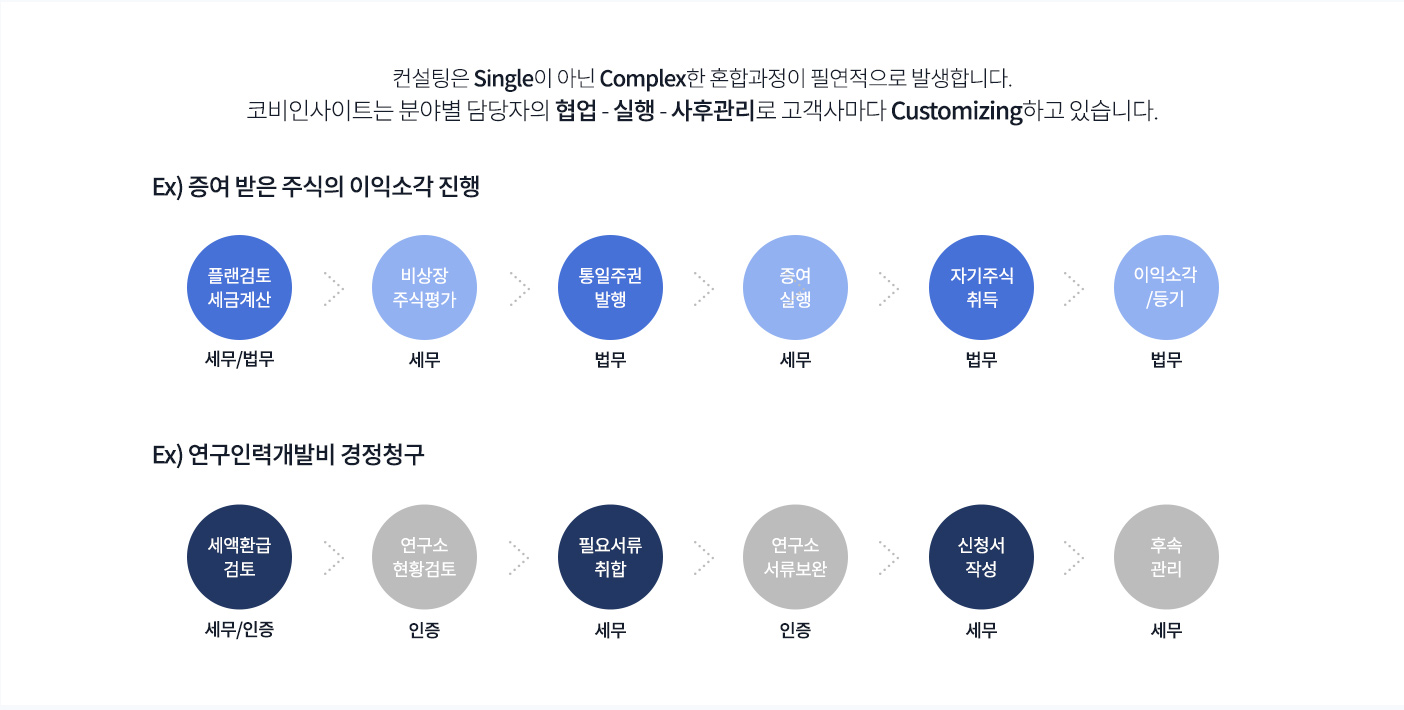 컨설팅은 Single이 아닌 Complex한 혼합과정이 필연적으로 발생합니다.
코비인사이트는 분야별 담당자의 협업 - 실행 - 사후관리로 고객사마다 Customizing하고 있습니다.
Ex) 증여 받은 주식의 이익소각 진행
플랜검토
세금계산
세무/법무
비상장
주식평가
세무
통일주권
발행
법무
증여
실행
세무
자기주식
취득
법무
이익소각
/등기
법무
Ex) 연구인력개발비 경정청구
세액환급
검토
세무/인증
연구소
현황검토
인증
필요서류
취합
세무
연구소
서류보완
인증
신청서
작성
세무
후속
관리
세무